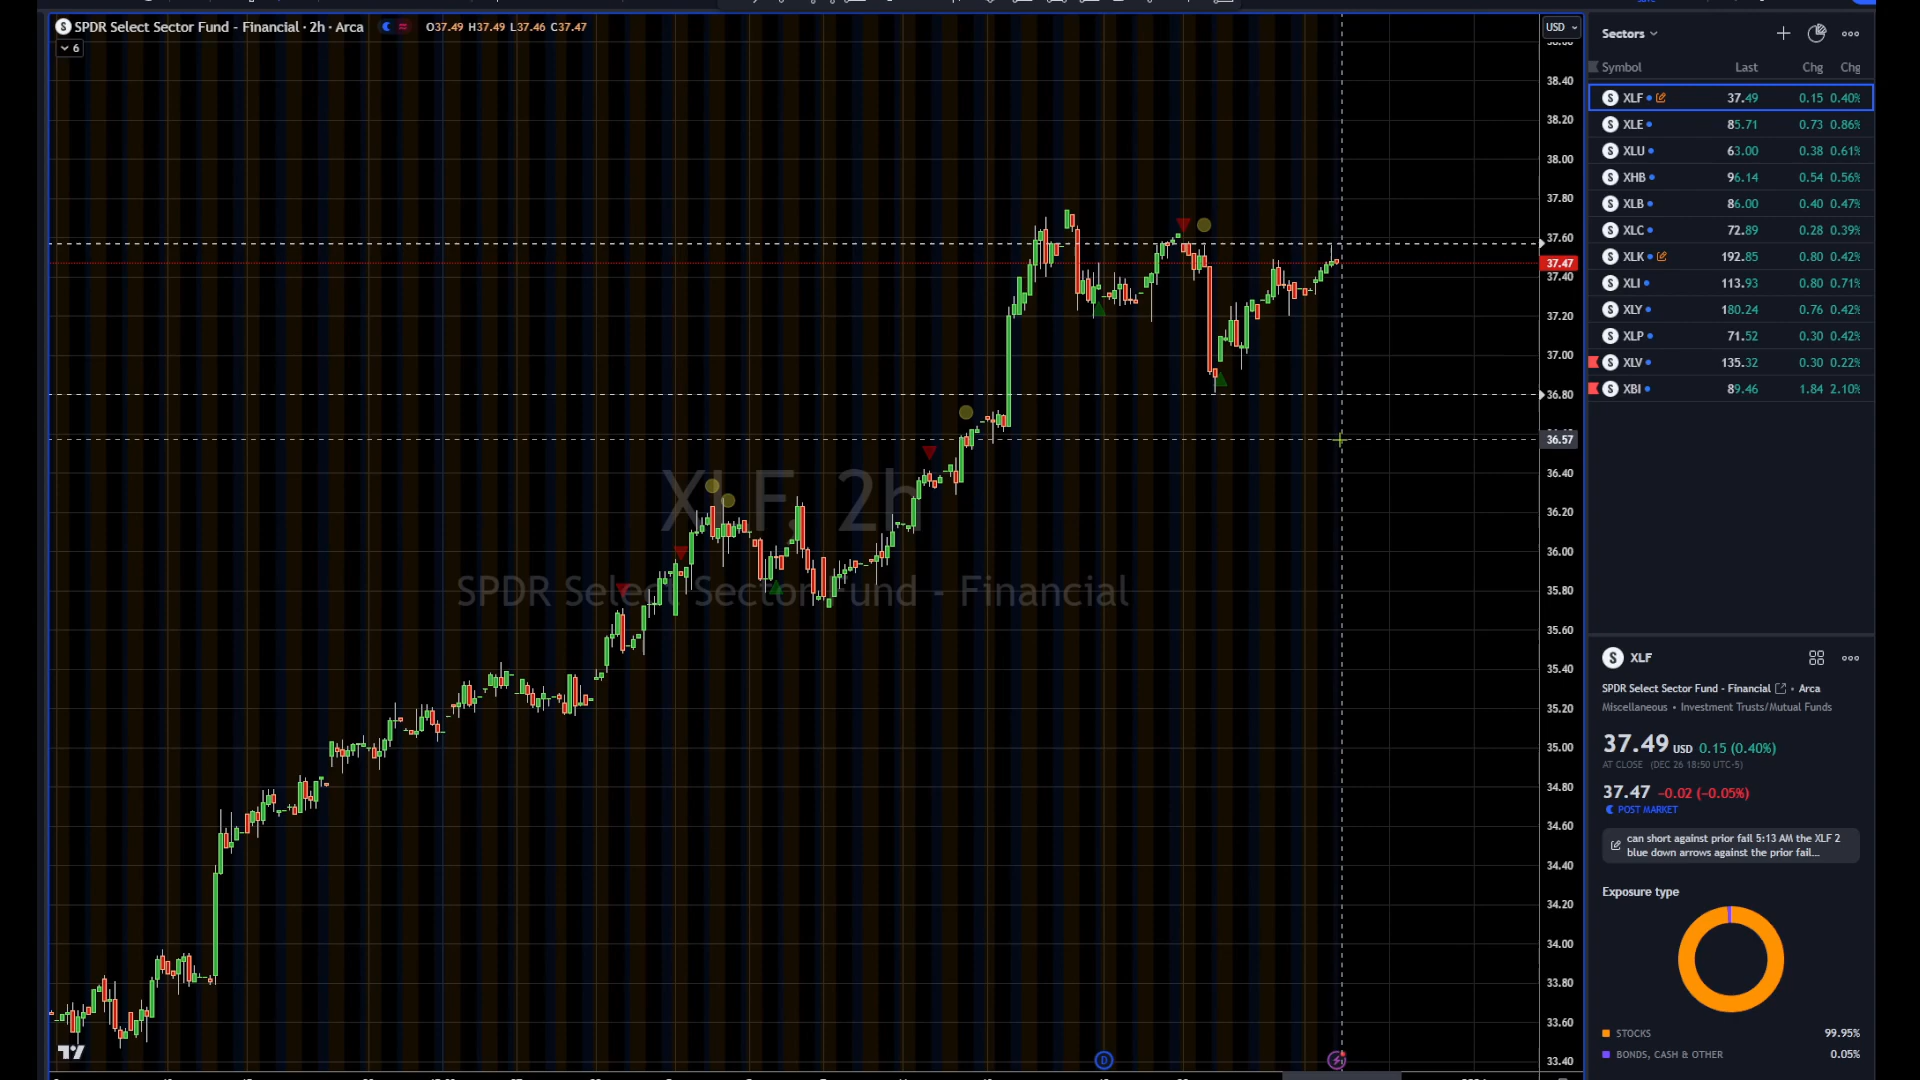 SPDR Select Sector Fund - Financial · 2h · Arca O37.49 H37.49 L37.46 C37.47
6
USD
38.40
38.20
38.00
37.80
37.60
37.47
37.40
37.20
37.00
36.80
36.57
36.40
36.20
36.00
35.80
35.60
35.40
35.20
35.00
34.80
34.60
34.40
34.20
34.00
33.80
33.60
33.40
XLF, 2h
SPDR Select Sector Fund - Financial
D
Sectors
Symbol Last Chg Chg
XLF 37.49 0.15 0.40%
XLE 85.71 0.73 0.86%
XLU 63.00 0.38 0.61%
XHB 96.14 0.54 0.56%
XLB 86.00 0.40 0.47%
XLC 72.89 0.28 0.39%
XLK 192.85 0.80 0.42%
XLI 113.93 0.80 0.71%
XLY 180.24 0.76 0.42%
XLP 71.52 0.30 0.42%
XLV 135.32 0.30 0.22%
XBI 89.46 1.84 2.10%
XLF
SPDR Select Sector Fund - Financial • Arca
Miscellaneous • Investment Trusts/Mutual Funds
37.49 USD 0.15 (0.40%)
AT CLOSE (DEC 26 18:50 UTC-5)
37.47 −0.02 (−0.05%)
POST MARKET
can short against prior fail 5:13 AM the XLF 2
blue down arrows against the prior fail...
Exposure type
STOCKS 99.95%
BONDS, CASH & OTHER 0.05%